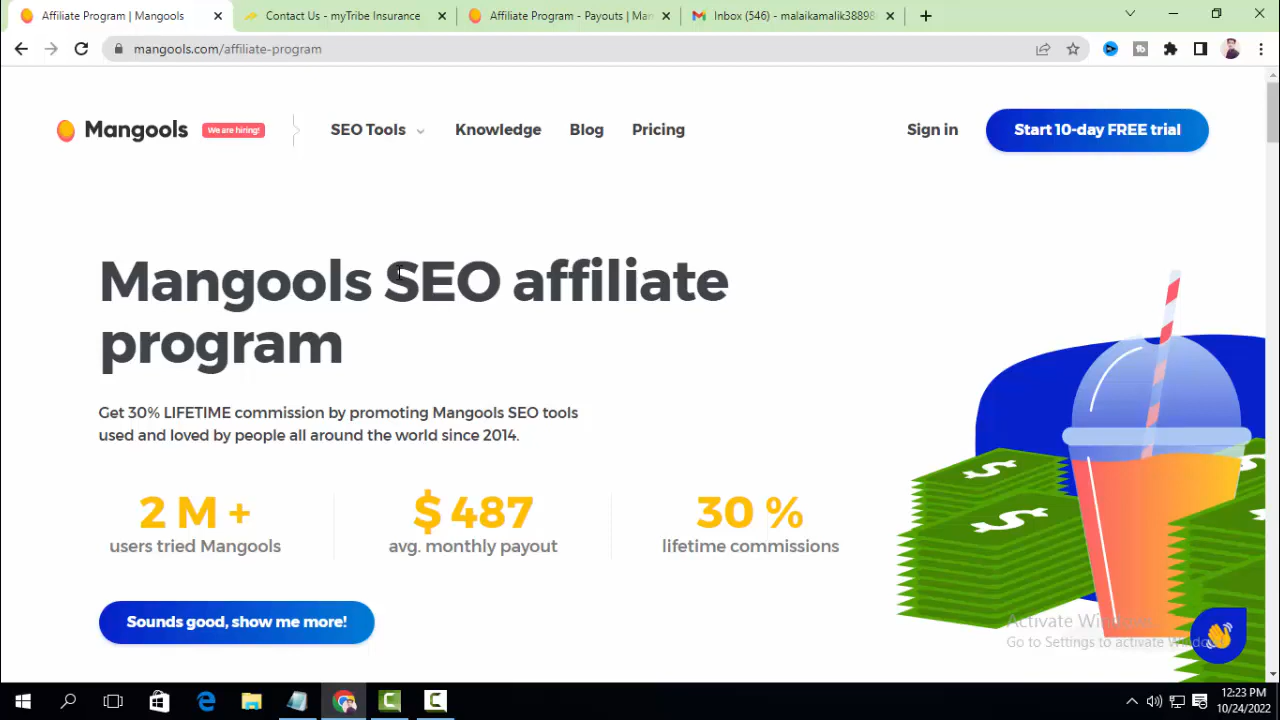 Affiliate Program | Mangools
Contact Us - myTribe Insurance
Affiliate Program - Payouts | Man
Inbox (546) - malaikamalik38898
mangools.com/affiliate-program
Mangools
We are hiring!
SEO Tools
Knowledge
Blog
Pricing
Sign in
Start 10-day FREE trial
Mangools SEO affiliate
program
Get 30% LIFETIME commission by promoting Mangools SEO tools
used and loved by people all around the world since 2014.
2 M +
$ 487
30 %
users tried Mangools
avg. monthly payout
lifetime commissions
Sounds good, show me more!
Activate Windows
Go to Settings to activate Windows
12:23 PM
10/24/2022